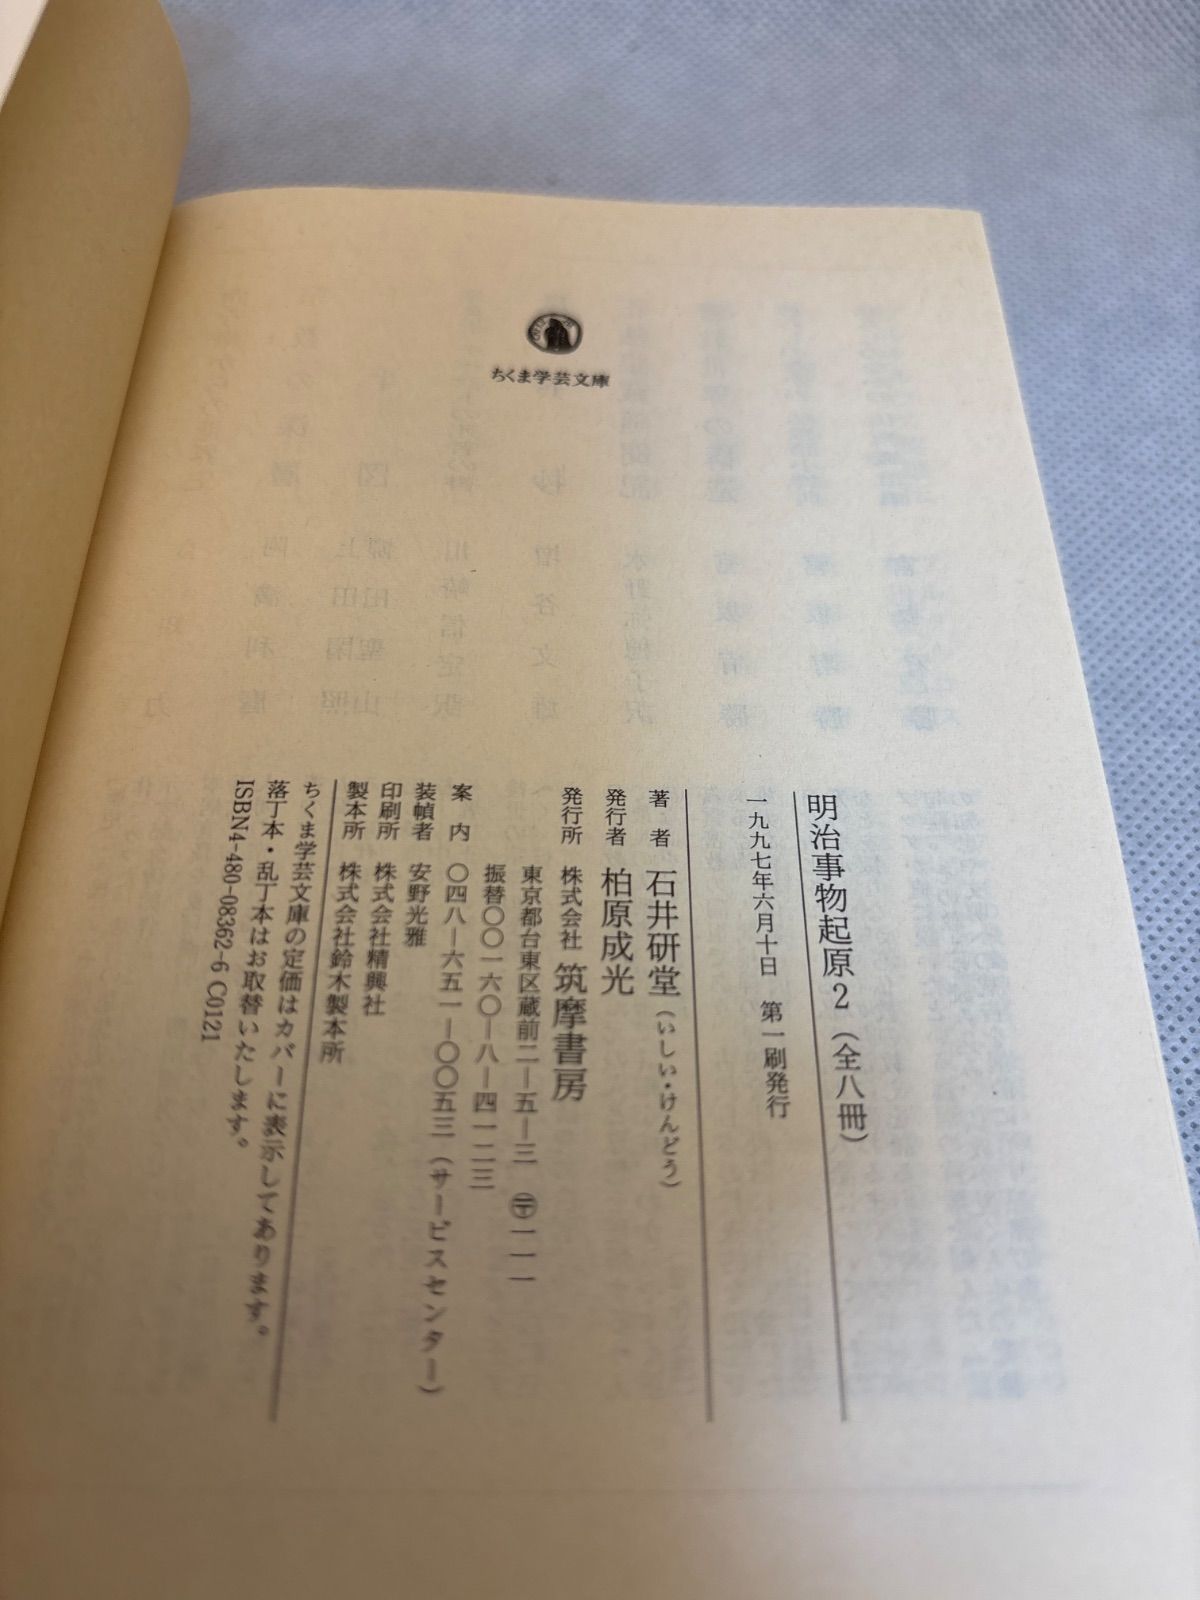 ちくま学芸文庫
明治事物起原2(全八冊)
一九九七年六月十日 第一刷発行
著者 石井研堂(いしい・けんどう)
発行者 柏原成光
発行所 株式会社 筑摩書房
東京都台東区蔵前二—五—三 〒一一一
振替〇〇一六〇—八—四一二三
案内 〇四八—六五一—〇〇五三(サービスセンター)
装幀者 安野光雅
印刷所 株式会社精興社
製本所 株式会社鈴木製本所
ちくま学芸文庫の定価はカバーに表示してあります。
落丁本・乱丁本はお取替いたします。
ISBN4-480-08362-6 C0121